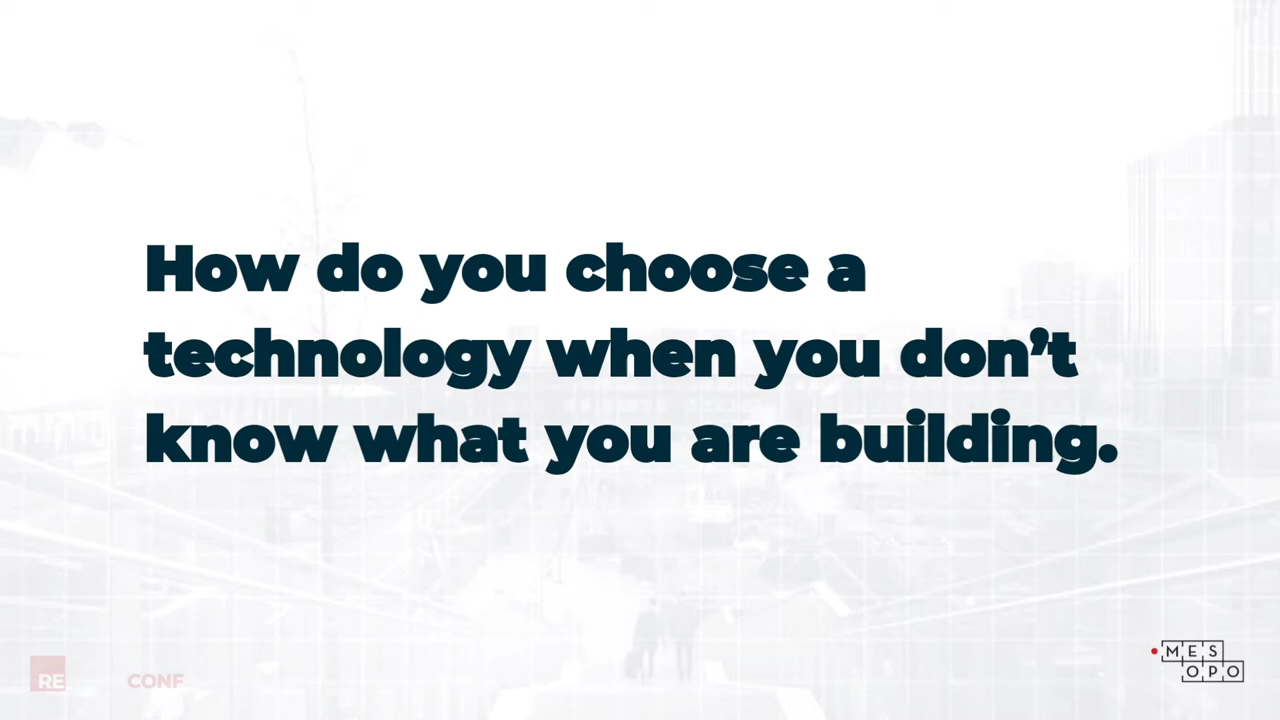 How do you choose a
technology when you don’t
know what you are building.
RE
CONF
MES
OPO